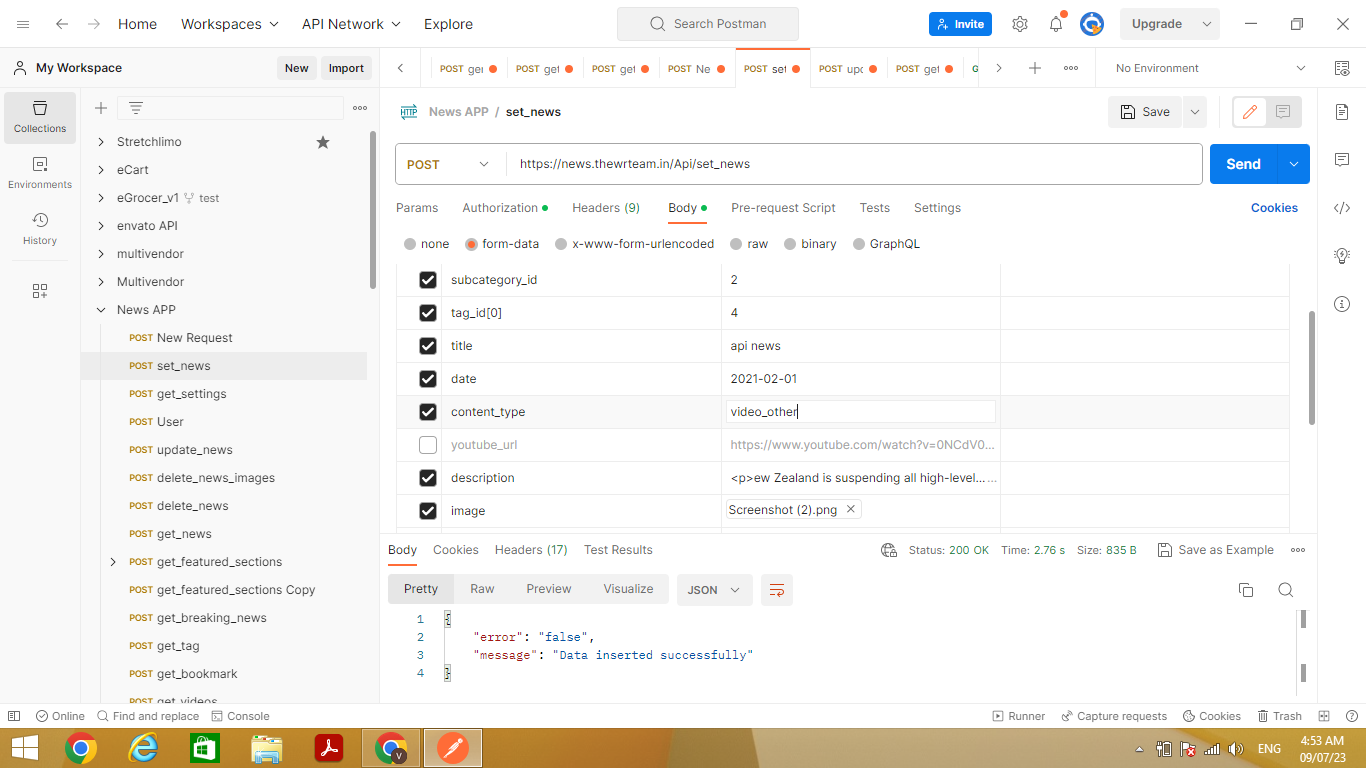 Home Workspaces API Network Explore Search Postman Invite Upgrade
My Workspace New Import POST POST get POST get POST Ne POST set POST POST get No Environment
Collections
Environments
History
Stretchlimo
eCart
eGrocer_v1 test
envato API
multivendor
Multivendor
News APP
POST New Request
POST set_news
POST get_settings
POST User
POST update_news
POST delete_news_images
POST delete_news
POST get_news
POST get_featured_sections
POST get_featured_sections Copy
POST get_breaking_news
POST get_tag
POST get_bookmark
POST get_videos
HTTP News APP / set_news Save
POST https://news.thewrteam.in/Api/set_news Send
Params Authorization Headers (9) Body Pre-request Script Tests Settings Cookies
none form-data x-www-form-urlencoded raw binary GraphQL
subcategory_id 2
tag_id[0] 4
title api news
date 2021-02-01
content_type video_other
youtube_url https://www.youtube.com/watch?v=0NCdV0...
description <p>ew Zealand is suspending all high-level... ...
image Screenshot (2).png
Body Cookies Headers (17) Test Results Status: 200 OK Time: 2.76 s Size: 835 B Save as Example
Pretty Raw Preview Visualize JSON
1 {
2 "error": "false",
3 "message": "Data inserted successfully"
4 }
Online Find and replace Console Runner Capture requests Cookies Trash
V ENG 4:53 AM
09/07/23